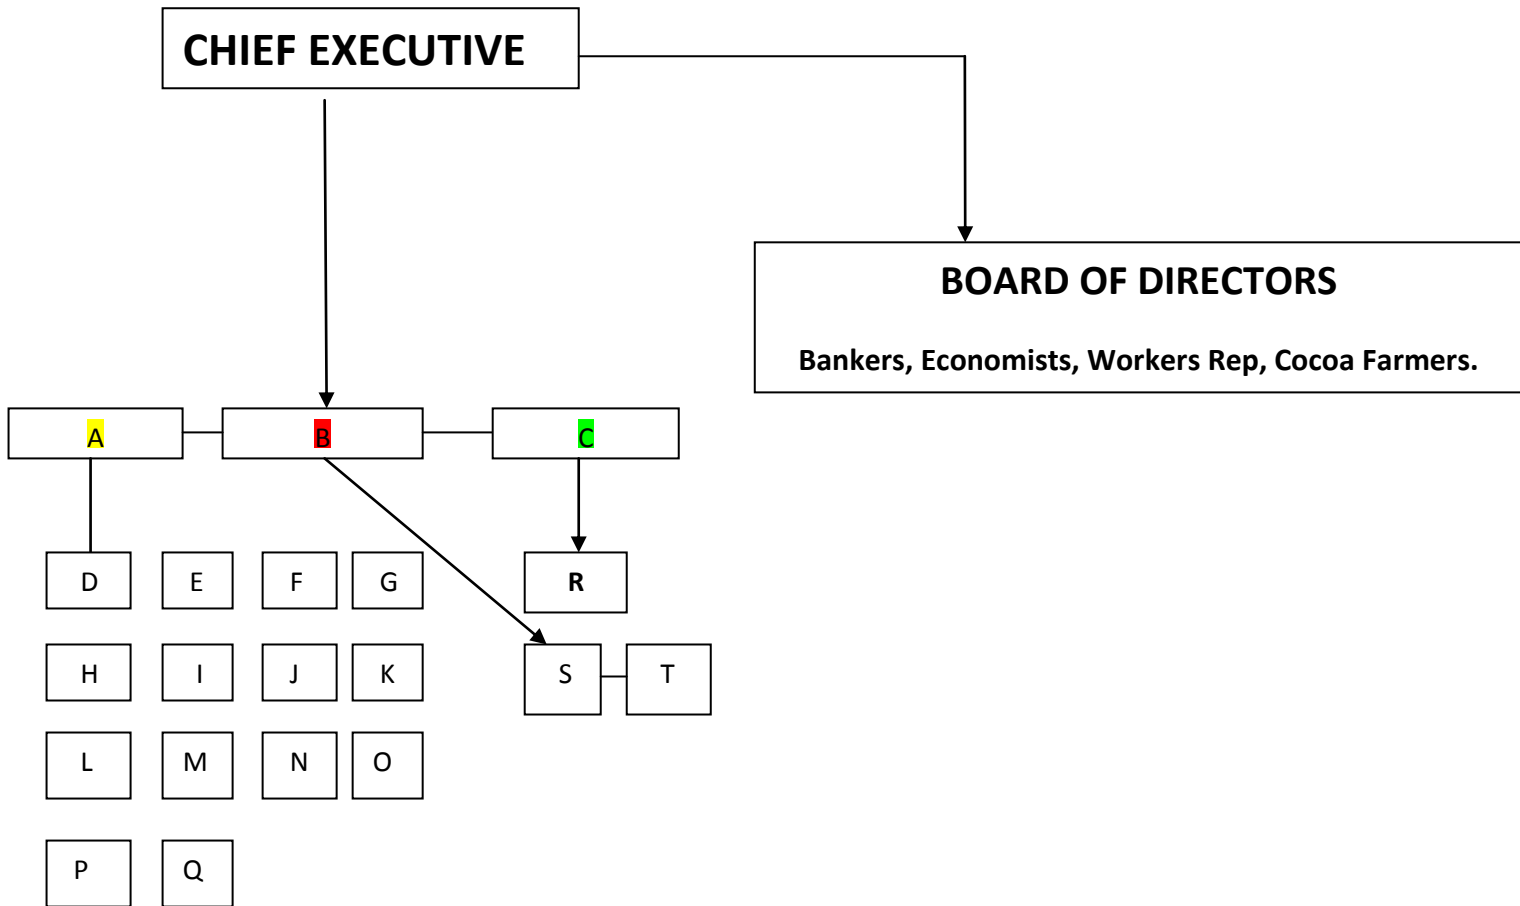 CHIEF EXECUTIVE
BOARD OF DIRECTORS
Bankers, Economists, Workers Rep, Cocoa Farmers.
A B C
D E F G R
H I J K S T
L M N O
P Q